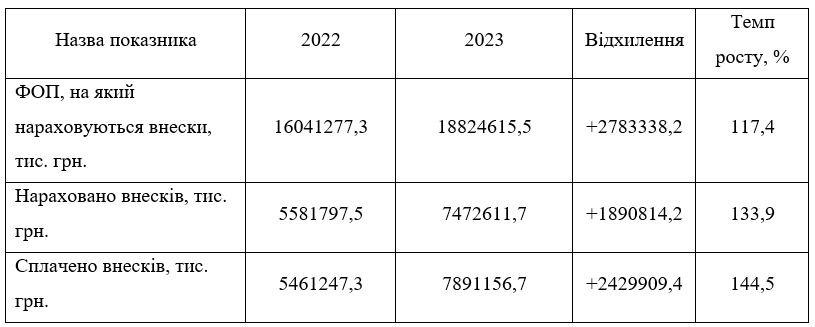 Назва показника 2022 2023 Відхилення Темп
росту, %
ФОП, на який
нараховуються внески,
тис. грн.
16041277,3 18824615,5 +2783338,2 117,4
Нараховано внесків, тис.
грн.
5581797,5 7472611,7 +1890814,2 133,9
Сплачено внесків, тис.
грн.
5461247,3 7891156,7 +2429909,4 144,5